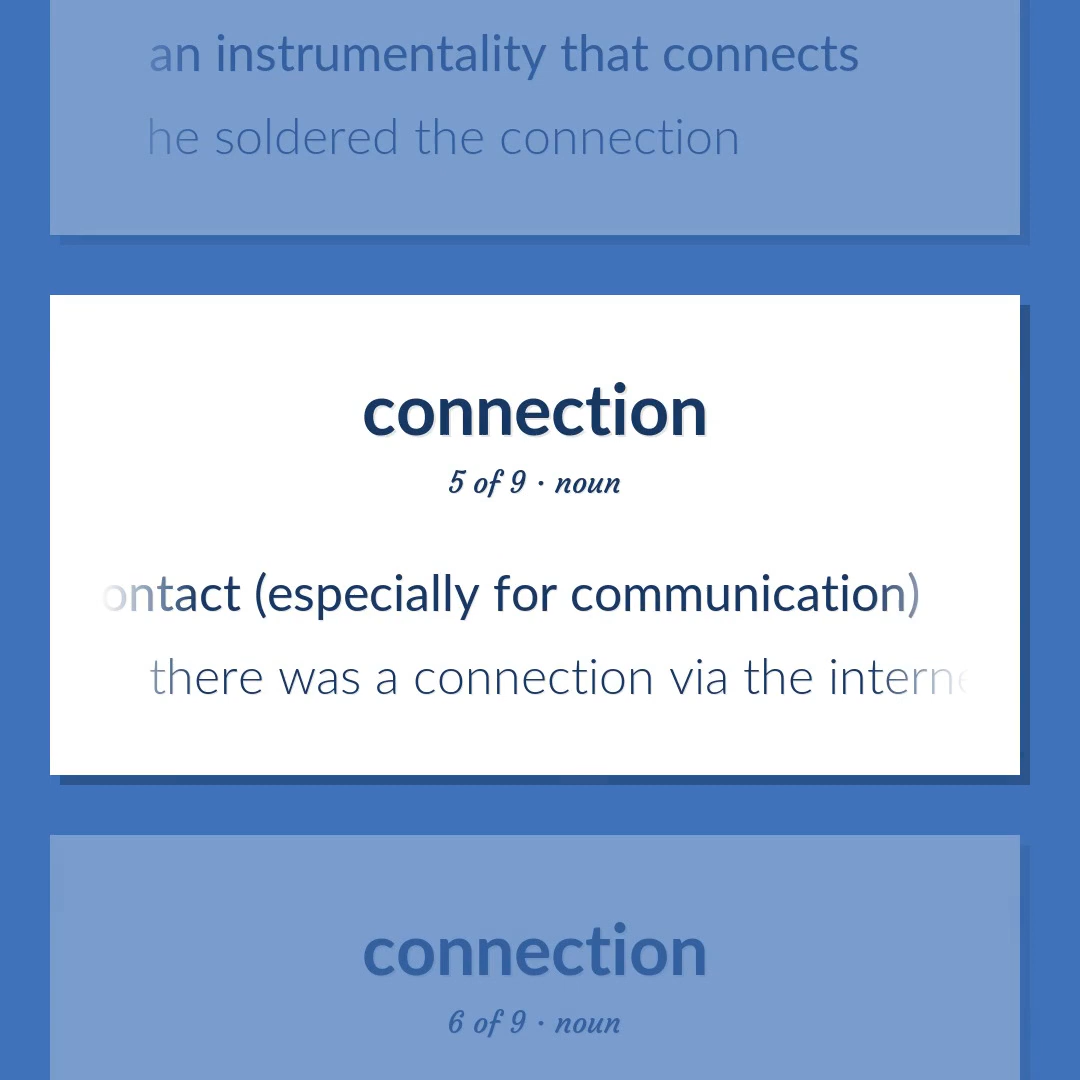 an instrumentality that connects
he soldered the connection
connection
5 of 9 · noun
ontact (especially for communication)
there was a connection via the interne
connection
6 of 9 · noun